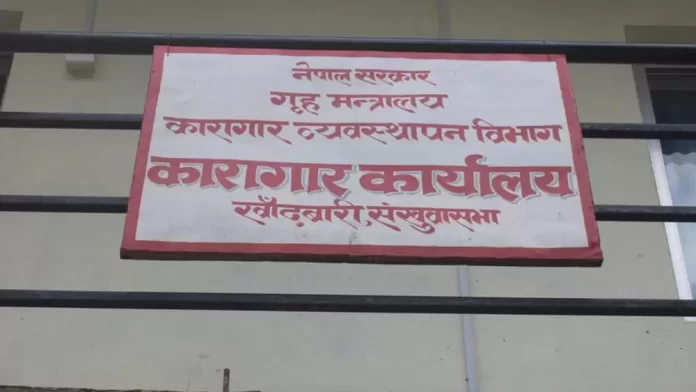 नेपाल सरकार
गृह मन्त्रालय
कारागार व्यवस्थापन विभाग
कारागार कार्यालय
खाँदबारी, संखुवासभा